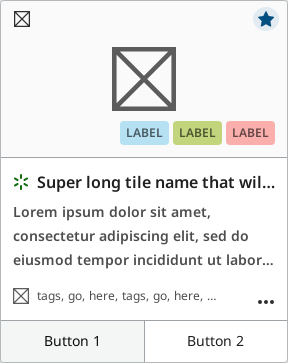 LABEL LABEL LABEL
Super long tile name that wil...
Lorem ipsum dolor sit amet,
consectetur adipiscing elit, sed do
eiusmod tempor incididunt ut labor...
tags, go, here, tags, go, here, ...
Button 1 Button 2